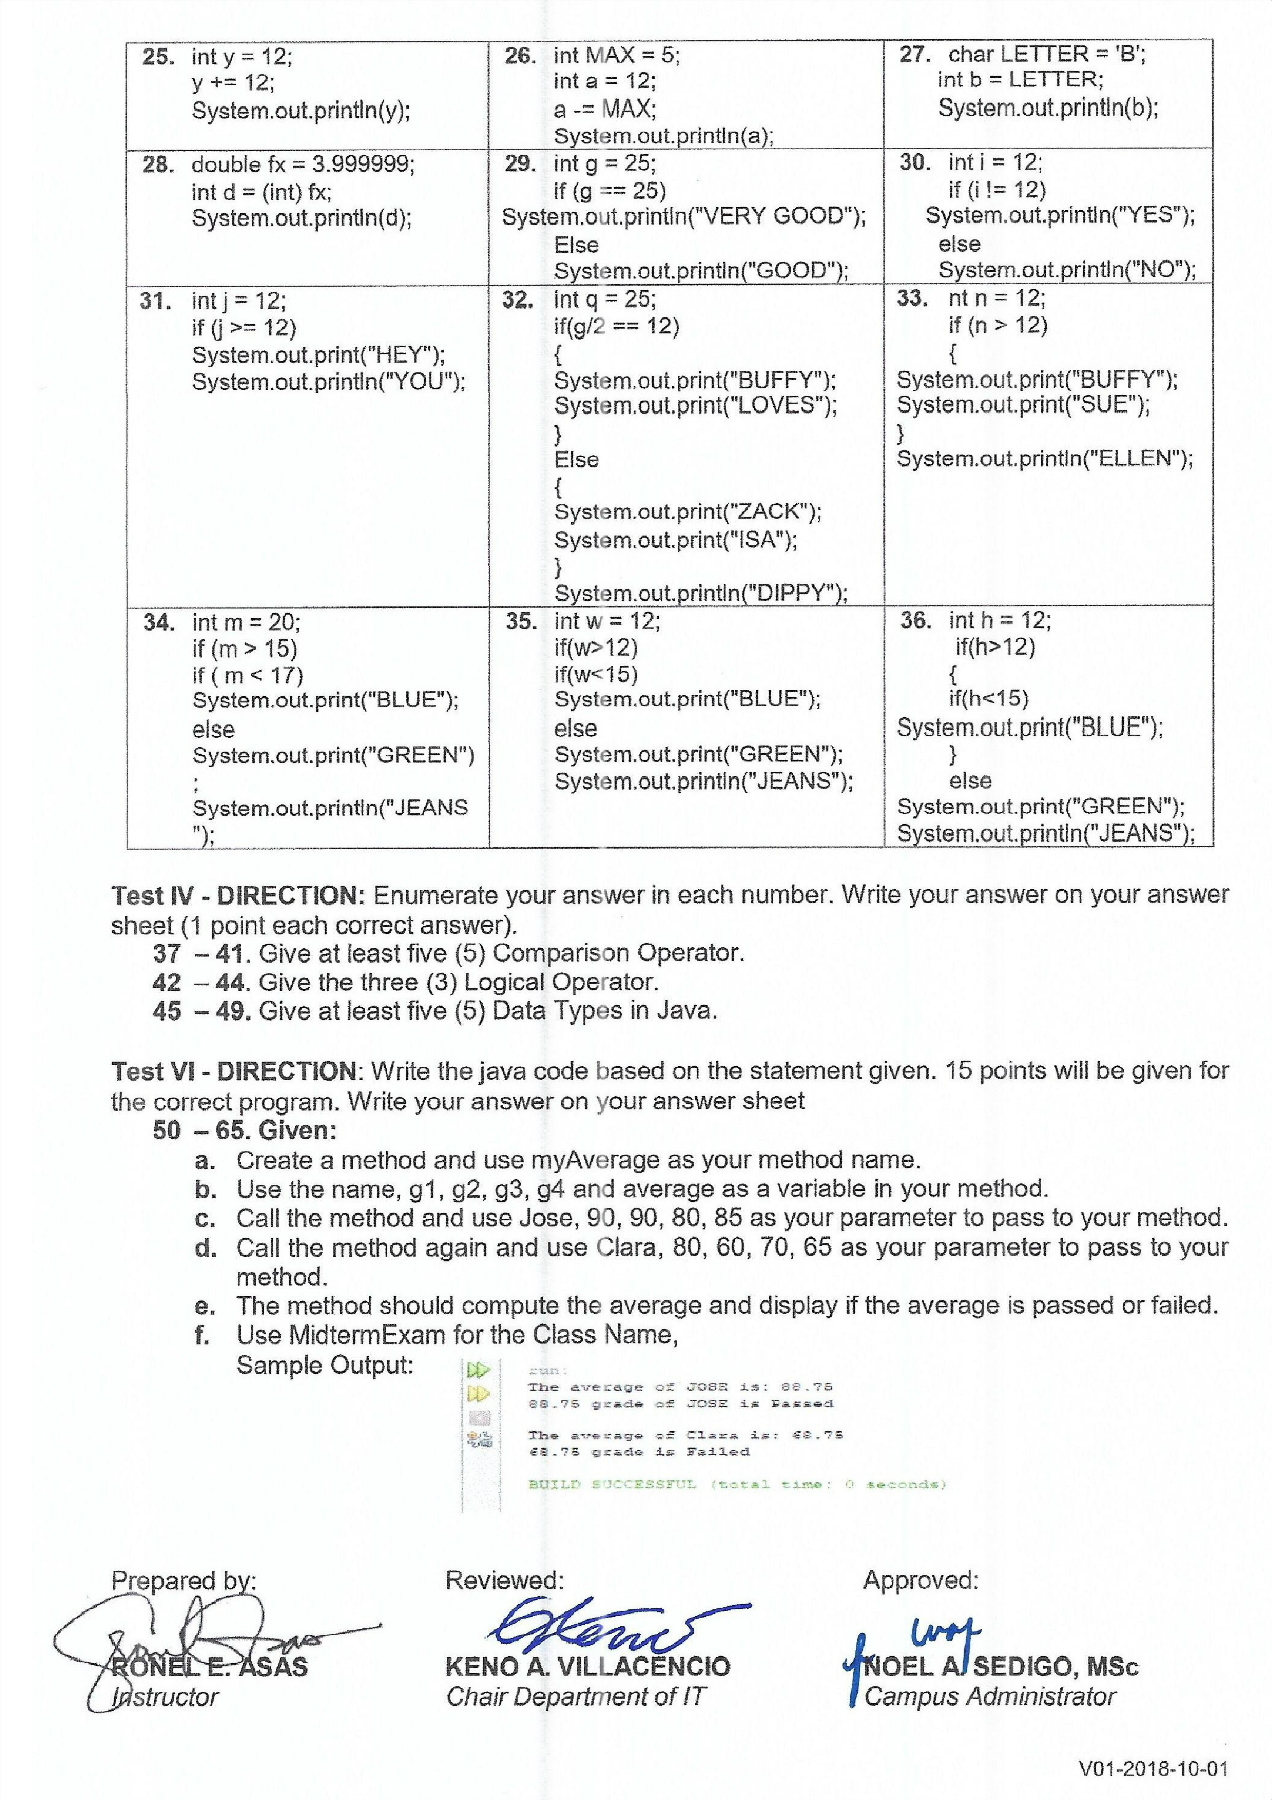 25. int y = 12;
y += 12;
System.out.println(y);
26. int MAX = 5;
int a = 12;
a -= MAX;
System.out.println(a);
27. char LETTER = 'B';
int b = LETTER;
System.out.println(b);
28. double fx = 3.999999;
int d = (int) fx;
System.out.println(d);
29. int g = 25;
if (g == 25)
System.out.println("VERY GOOD");
Else
System.out.println("GOOD");
30. int i = 12;
if (i != 12)
System.out.println("YES");
else
System.out.println("NO");
31. int j = 12;
if (j >= 12)
System.out.print("HEY");
System.out.println("YOU");
32. int q = 25;
if(g/2 == 12)
{
System.out.print("BUFFY");
System.out.print("LOVES");
}
Else
{
System.out.print("ZACK");
System.out.print("ISA");
}
System.out.println("DIPPY");
33. nt n = 12;
if (n > 12)
{
System.out.print("BUFFY");
System.out.print("SUE");
}
System.out.println("ELLEN");
34. int m = 20;
if (m > 15)
if ( m < 17)
System.out.print("BLUE");
else
System.out.print("GREEN")
;
System.out.println("JEANS
");
35. int w = 12;
if(w>12)
if(w<15)
System.out.print("BLUE");
else
System.out.print("GREEN");
System.out.println("JEANS");
36. int h = 12;
if(h>12)
{
if(h<15)
System.out.print("BLUE");
}
else
System.out.print("GREEN");
System.out.println("JEANS");
Test IV - DIRECTION: Enumerate your answer in each number. Write your answer on your answer
sheet (1 point each correct answer).
37 – 41. Give at least five (5) Comparison Operator.
42 – 44. Give the three (3) Logical Operator.
45 – 49. Give at least five (5) Data Types in Java.
Test VI - DIRECTION: Write the java code based on the statement given. 15 points will be given for
the correct program. Write your answer on your answer sheet
50 – 65. Given:
a. Create a method and use myAverage as your method name.
b. Use the name, g1, g2, g3, g4 and average as a variable in your method.
c. Call the method and use Jose, 90, 90, 80, 85 as your parameter to pass to your method.
d. Call the method again and use Clara, 80, 60, 70, 65 as your parameter to pass to your
method.
e. The method should compute the average and display if the average is passed or failed.
f. Use MidtermExam for the Class Name,
Sample Output:
run:
The average of JOSE is: 88.75
88.75 grade of JOSE is Passed
The average of Clara is: 68.75
68.75 grade is Failed
BUILD SUCCESSFUL (total time: 0 seconds)
Prepared by:
Reviewed:
Approved:
RONEL E. ASAS
KENO A. VILLACENCIO
NOEL A. SEDIGO, MSc
Instructor
Chair Department of IT
Campus Administrator
V01-2018-10-01